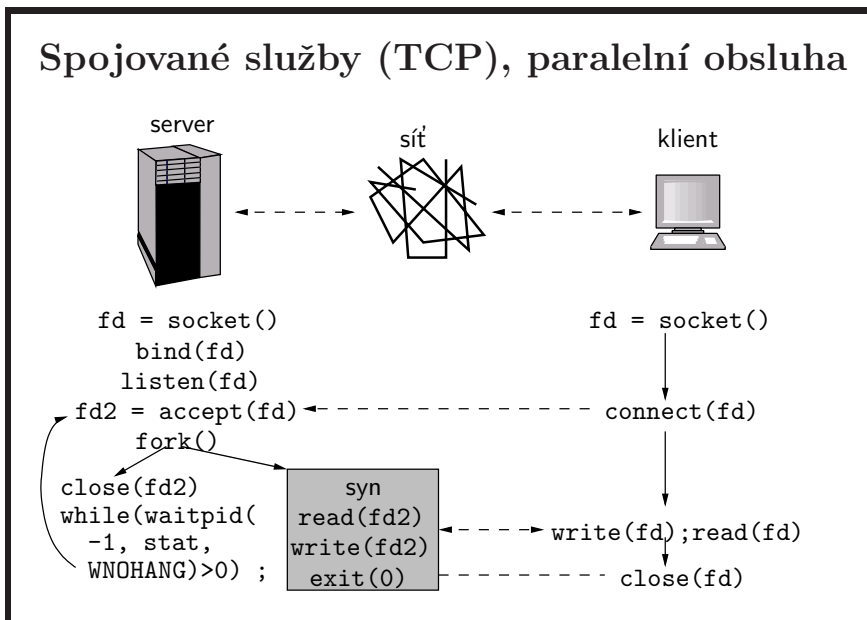 Spojované služby (TCP), paralelní obsluha
server
síť
klient
fd = socket()
bind(fd)
listen(fd)
fd2 = accept(fd)
fork()
close(fd2)
while(waitpid(
-1, stat,
WNOHANG)>0) ;
syn
read(fd2)
write(fd2)
exit(0)
fd = socket()
connect(fd)
write(fd);read(fd)
close(fd)